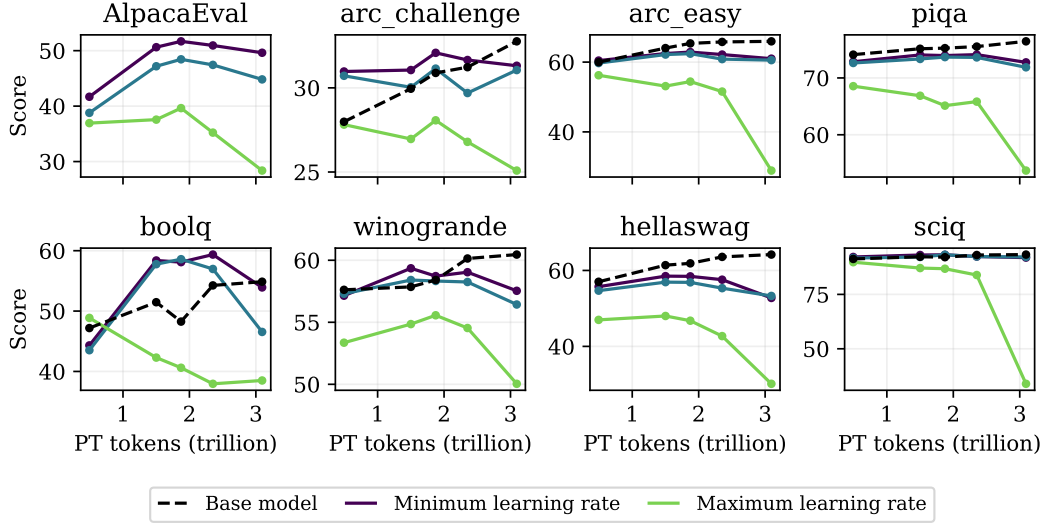 AlpacaEval
arc_challenge
arc_easy
piqa
Score
50
40
30
30
25
60
40
70
60
boolq
winogrande
hellaswag
sciq
Score
60
50
40
60
55
50
60
40
75
50
1 2 3
1 2 3
1 2 3
1 2 3
PT tokens (trillion)
PT tokens (trillion)
PT tokens (trillion)
PT tokens (trillion)
Base model
Minimum learning rate
Maximum learning rate